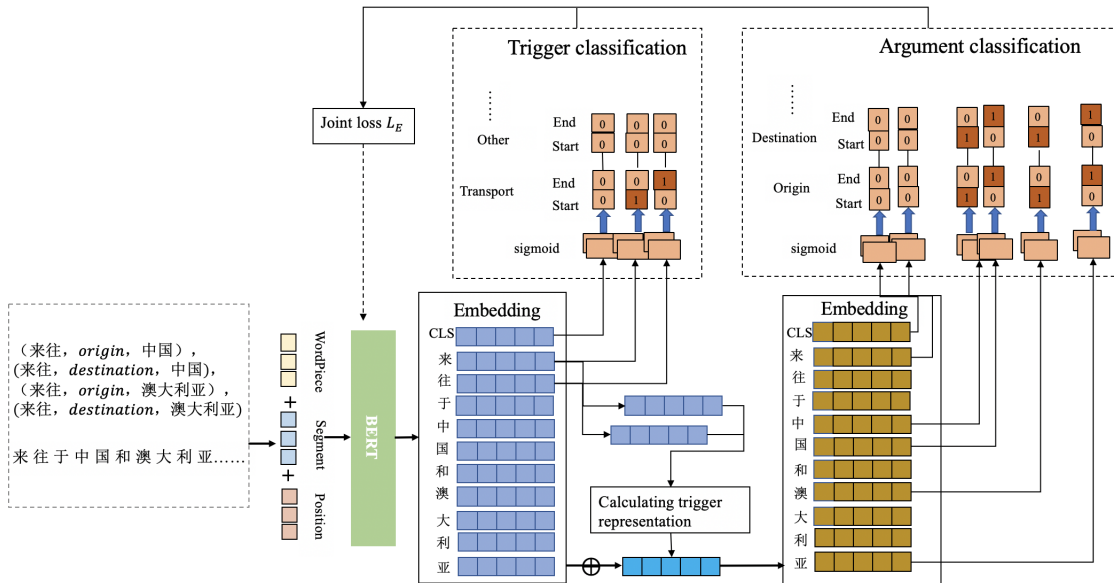 Trigger classification
Argument classification
……
……
Joint loss L_E
Other
End
Start
0 0 0
0 0 0
Transport
End
Start
0 0 1
0 1 0
sigmoid
Destination
End
Start
0 0 0 1 0 1
0 0 1 0 1 0
Origin
End
Start
0 0 0 1 0 1
0 0 1 0 1 0
sigmoid
（来往，origin，中国），
(来往，destination，中国)，
（来往，origin，澳大利亚），
(来往，destination，澳大利亚)
来 往 于 中 国 和 澳 大 利 亚……
WordPiece
+
Segment
+
Position
BERT
Embedding
CLS
来
往
于
中
国
和
澳
大
利
亚
Calculating trigger
representation
Embedding
CLS
来
往
于
中
国
和
澳
大
利
亚